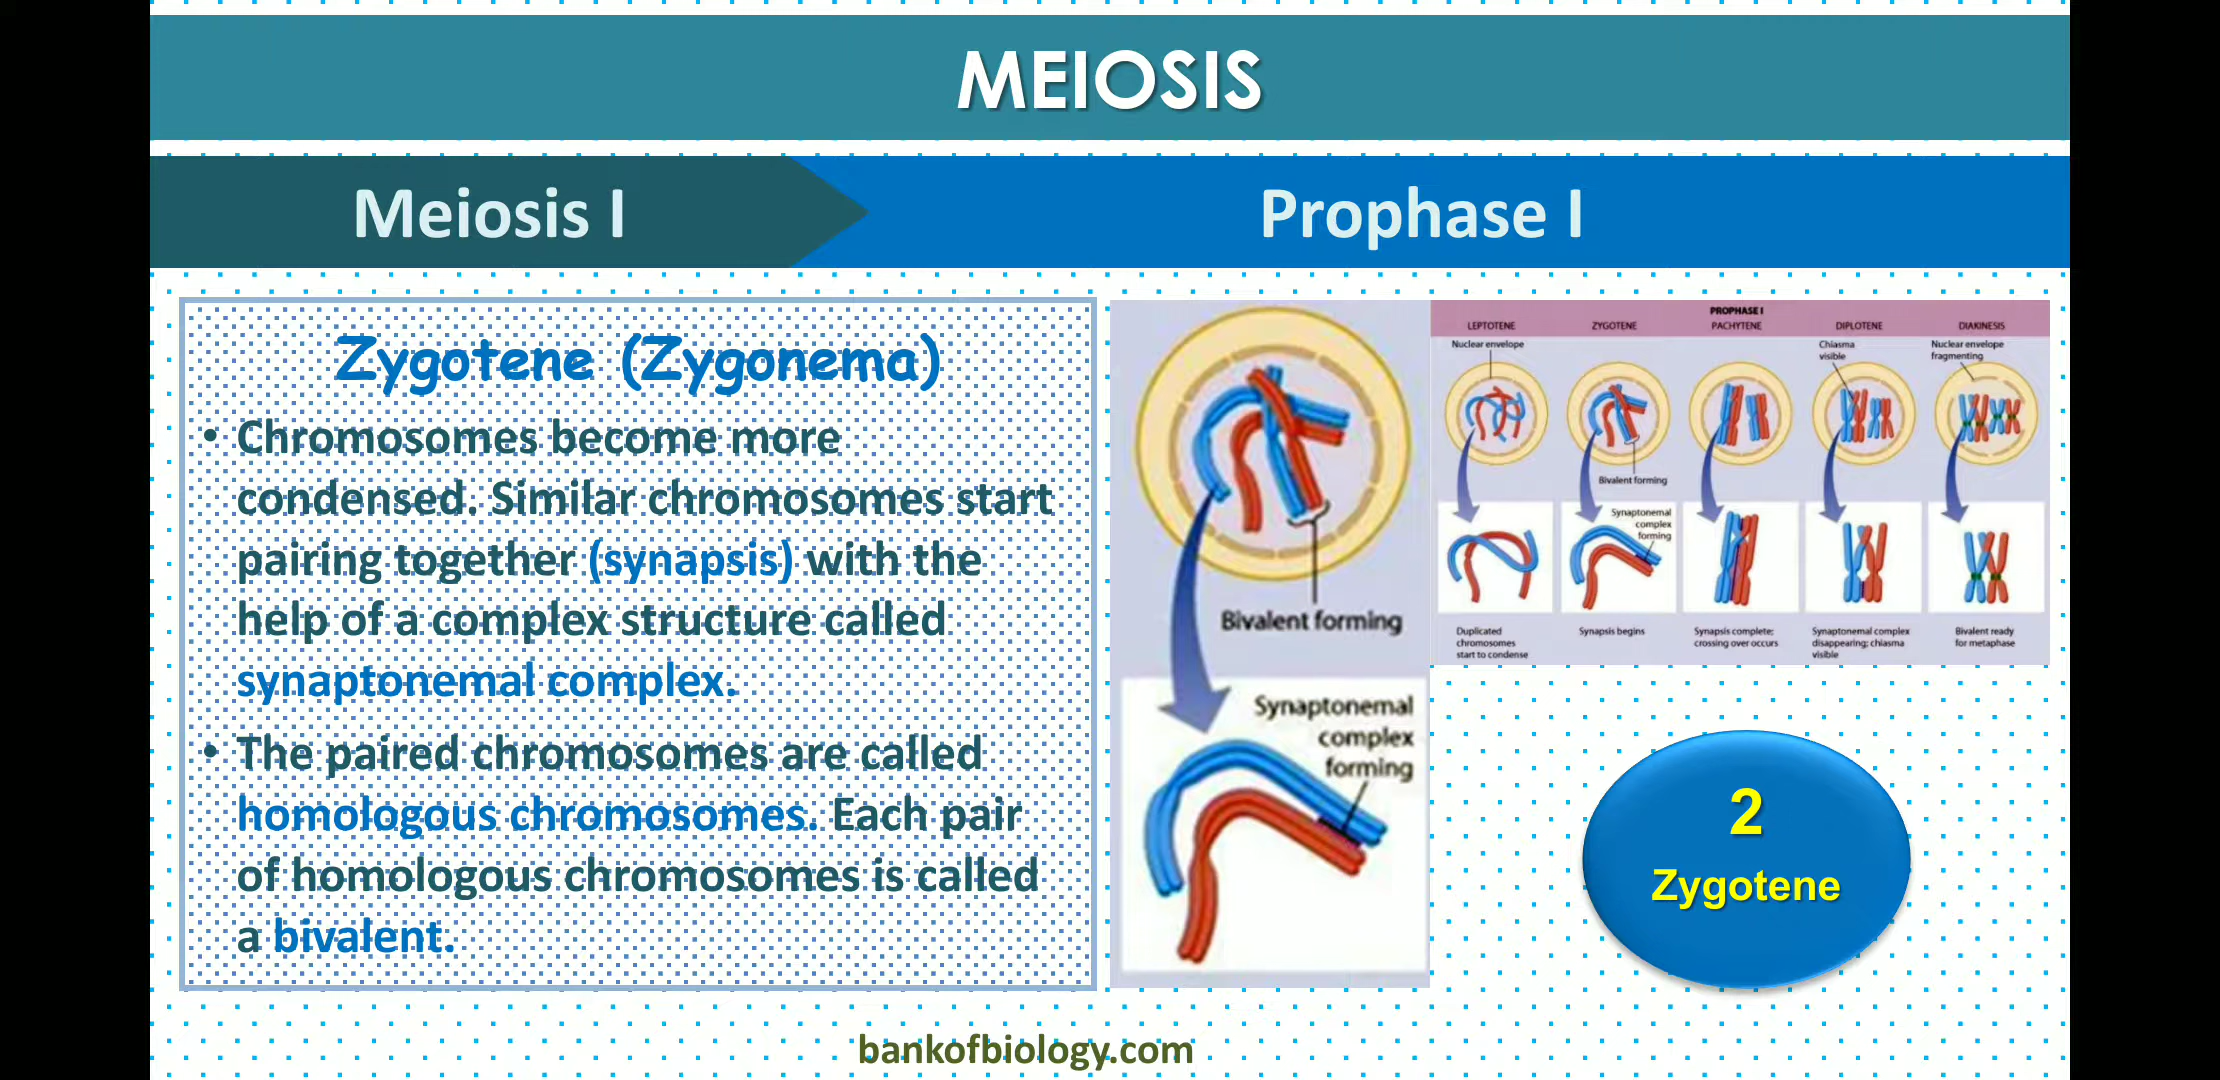 MEIOSIS
Meiosis I
Prophase I
Zygotene (Zygonema)
• Chromosomes become more
condensed. Similar chromosomes start
pairing together (synapsis) with the
help of a complex structure called
synaptonemal complex.
• The paired chromosomes are called
homologous chromosomes. Each pair
of homologous chromosomes is called
a bivalent.
Bivalent forming
Synaptonemal
complex
forming
PROPHASE I
LEPTOTENE
ZYGOTENE
PACHYTENE
DIPLOTENE
DIAKINESIS
Nuclear envelope
Chiasma
visible
Nuclear envelope
fragmenting
Bivalent forming
Synaptonemal
complex
forming
Duplicated
chromosomes
start to condense
Synapsis begins
Synapsis complete;
crossing over occurs
Synaptonemal complex
disappearing; chiasma
visible
Bivalent ready
for metaphase
2
Zygotene
bankofbiology.com